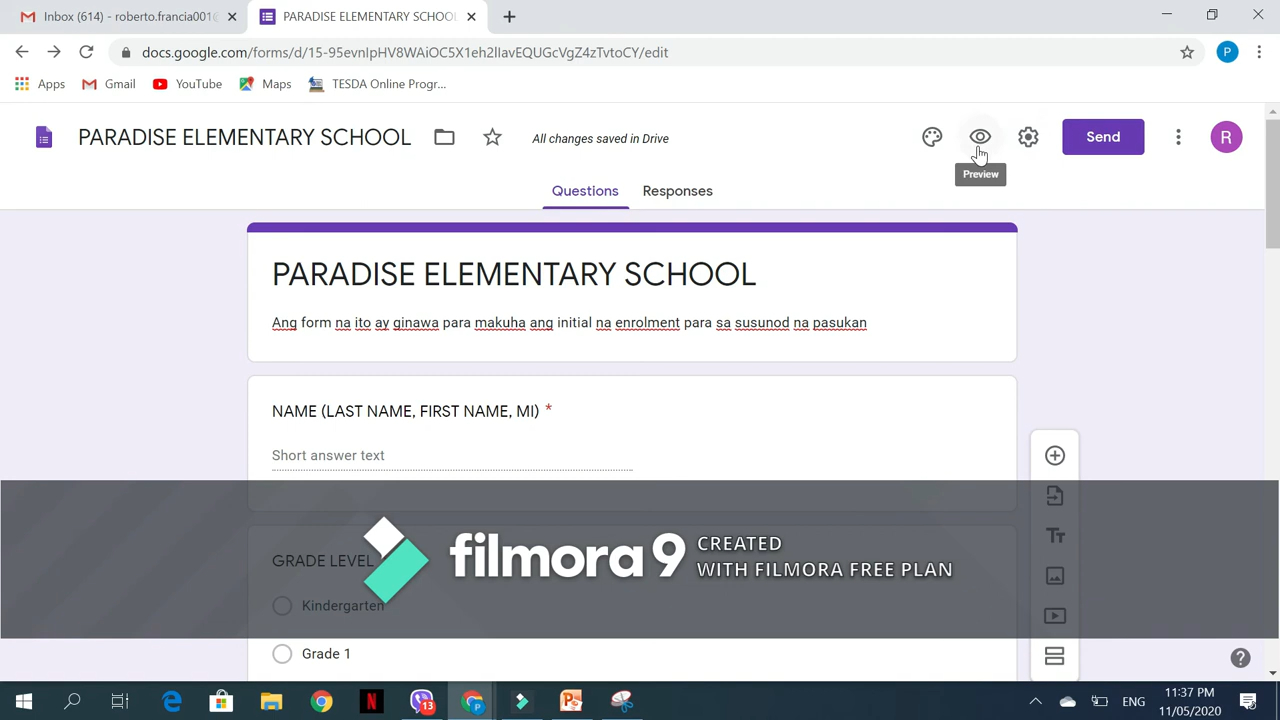 Inbox (614) - roberto.francia001@
PARADISE ELEMENTARY SCHOOL
docs.google.com/forms/d/15-95evnIpHV8WAiOC5X1eh2IIavEQUGcVgZ4zTvtoCY/edit
P
Apps
Gmail
YouTube
Maps
TESDA Online Progr...
PARADISE ELEMENTARY SCHOOL
All changes saved in Drive
Send
R
Preview
Questions
Responses
PARADISE ELEMENTARY SCHOOL
Ang form na ito ay ginawa para makuha ang initial na enrolment para sa susunod na pasukan
NAME (LAST NAME, FIRST NAME, MI) *
Short answer text
GRADE LEVEL
Kindergarten
Grade 1
filmora 9
CREATED
WITH FILMORA FREE PLAN
Tт
13
P
ENG
11:37 PM
11/05/2020